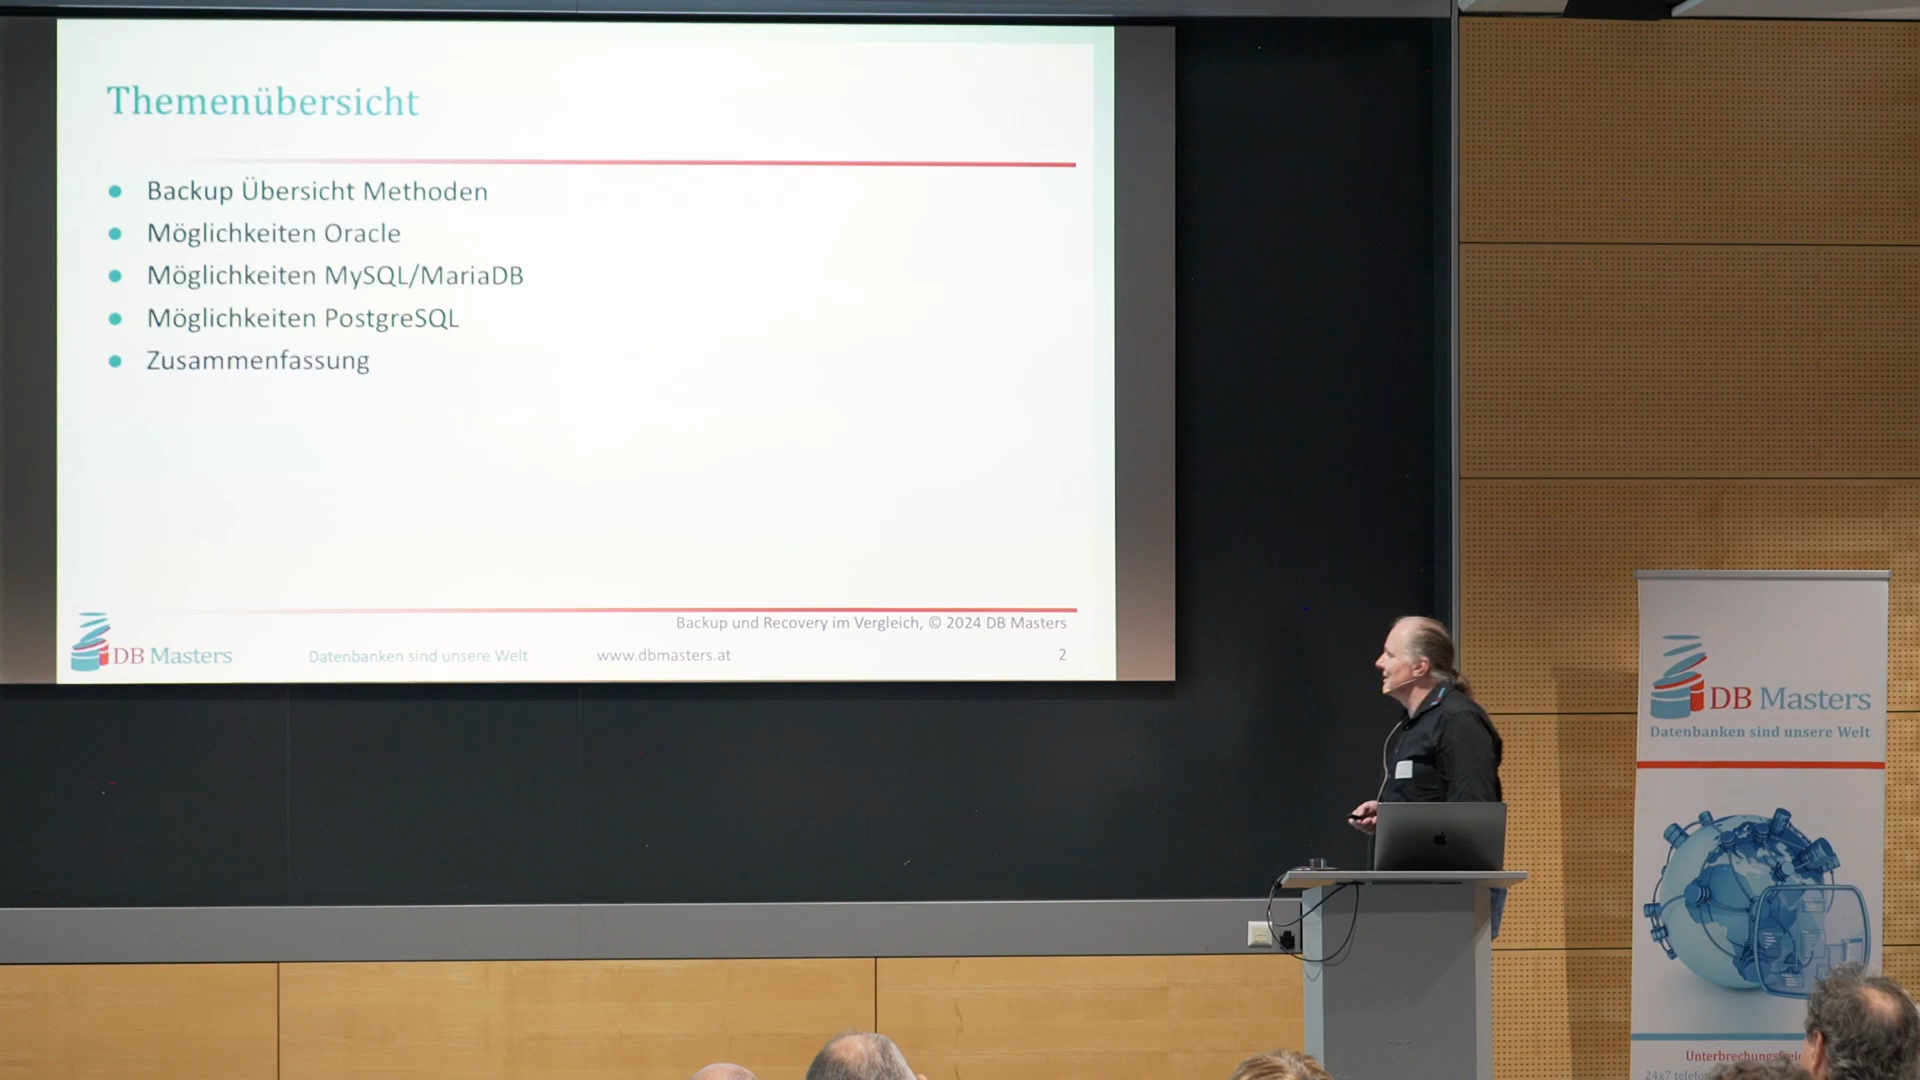 Themenübersicht
Backup Übersicht Methoden
Möglichkeiten Oracle
Möglichkeiten MySQL/MariaDB
Möglichkeiten PostgreSQL
Zusammenfassung
Backup und Recovery im Vergleich, © 2024 DB Masters
DB Masters Datenbanken sind unsere Welt www.dbmasters.at 2
DB Masters
Datenbanken sind unsere Welt
24x7